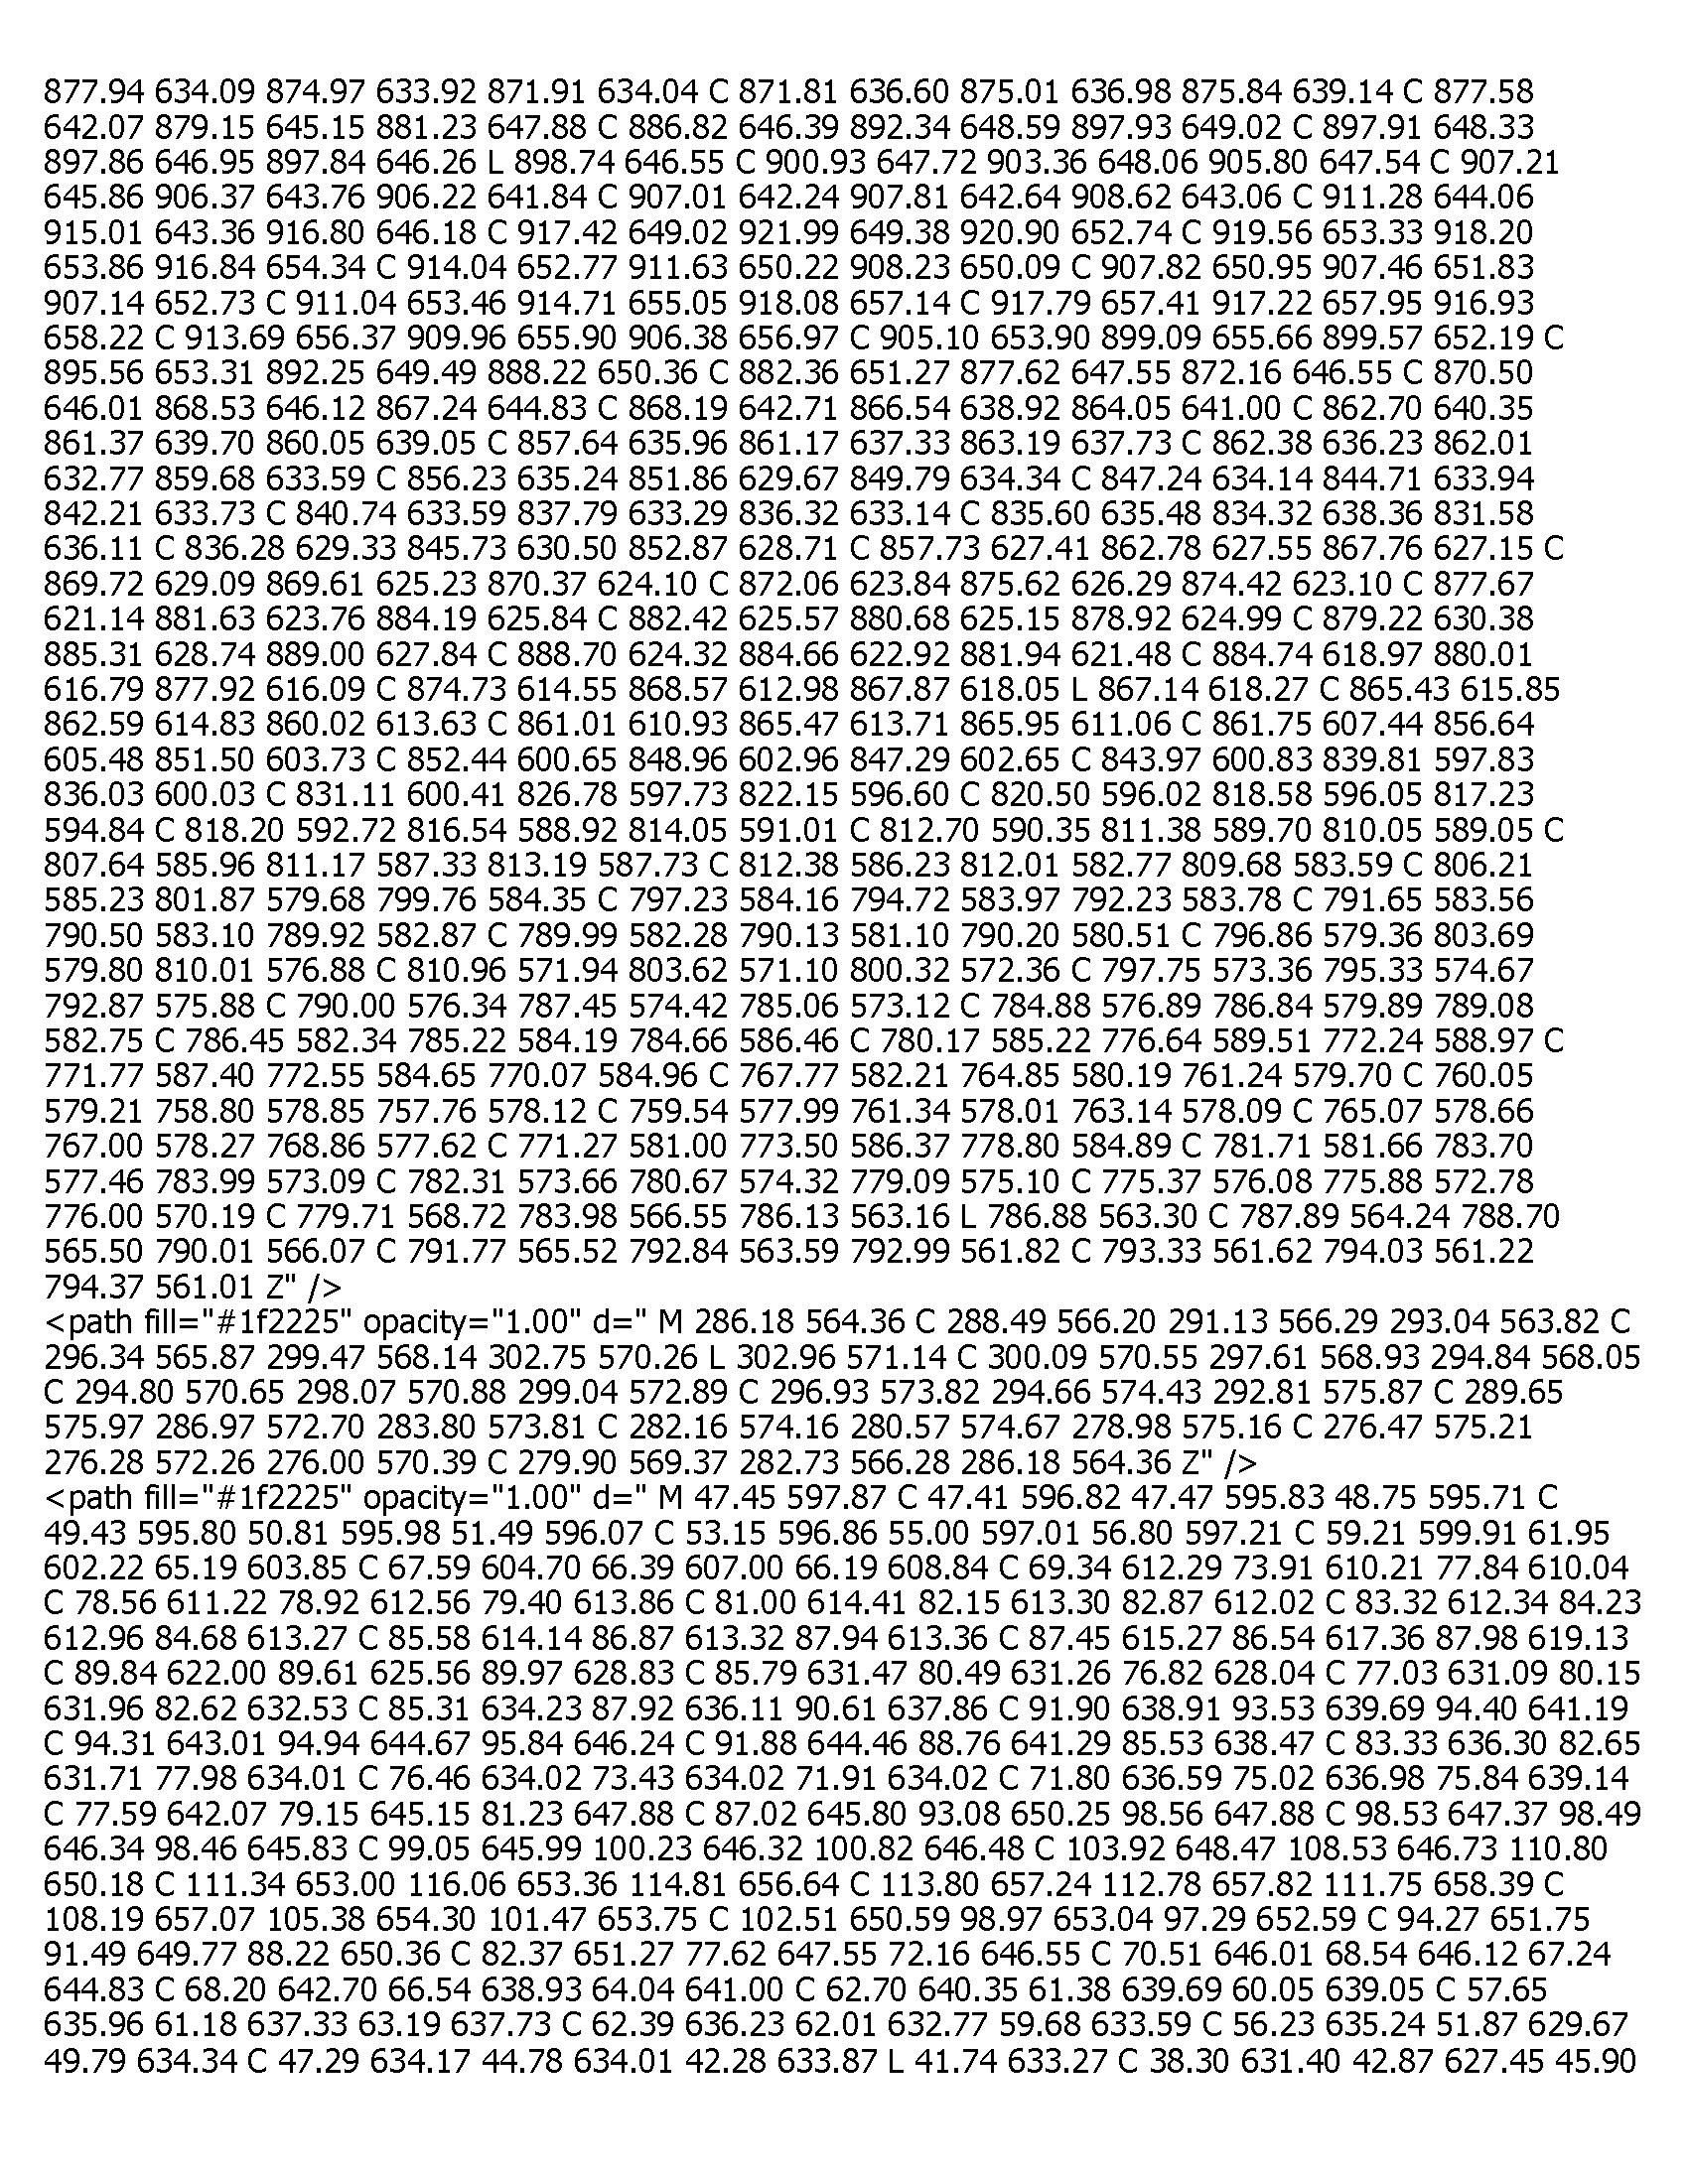 877.94 634.09 874.97 633.92 871.91 634.04 C 871.81 636.60 875.01 636.98 875.84 639.14 C 877.58
642.07 879.15 645.15 881.23 647.88 C 886.82 646.39 892.34 648.59 897.93 649.02 C 897.91 648.33
897.86 646.95 897.84 646.26 L 898.74 646.55 C 900.93 647.72 903.36 648.06 905.80 647.54 C 907.21
645.86 906.37 643.76 906.22 641.84 C 907.01 642.24 907.81 642.64 908.62 643.06 C 911.28 644.06
915.01 643.36 916.80 646.18 C 917.42 649.02 921.99 649.38 920.90 652.74 C 919.56 653.33 918.20
653.86 916.84 654.34 C 914.04 652.77 911.63 650.22 908.23 650.09 C 907.82 650.95 907.46 651.83
907.14 652.73 C 911.04 653.46 914.71 655.05 918.08 657.14 C 917.79 657.41 917.22 657.95 916.93
658.22 C 913.69 656.37 909.96 655.90 906.38 656.97 C 905.10 653.90 899.09 655.66 899.57 652.19 C
895.56 653.31 892.25 649.49 888.22 650.36 C 882.36 651.27 877.62 647.55 872.16 646.55 C 870.50
646.01 868.53 646.12 867.24 644.83 C 868.19 642.71 866.54 638.92 864.05 641.00 C 862.70 640.35
861.37 639.70 860.05 639.05 C 857.64 635.96 861.17 637.33 863.19 637.73 C 862.38 636.23 862.01
632.77 859.68 633.59 C 856.23 635.24 851.86 629.67 849.79 634.34 C 847.24 634.14 844.71 633.94
842.21 633.73 C 840.74 633.59 837.79 633.29 836.32 633.14 C 835.60 635.48 834.32 638.36 831.58
636.11 C 836.28 629.33 845.73 630.50 852.87 628.71 C 857.73 627.41 862.78 627.55 867.76 627.15 C
869.72 629.09 869.61 625.23 870.37 624.10 C 872.06 623.84 875.62 626.29 874.42 623.10 C 877.67
621.14 881.63 623.76 884.19 625.84 C 882.42 625.57 880.68 625.15 878.92 624.99 C 879.22 630.38
885.31 628.74 889.00 627.84 C 888.70 624.32 884.66 622.92 881.94 621.48 C 884.74 618.97 880.01
616.79 877.92 616.09 C 874.73 614.55 868.57 612.98 867.87 618.05 L 867.14 618.27 C 865.43 615.85
862.59 614.83 860.02 613.63 C 861.01 610.93 865.47 613.71 865.95 611.06 C 861.75 607.44 856.64
605.48 851.50 603.73 C 852.44 600.65 848.96 602.96 847.29 602.65 C 843.97 600.83 839.81 597.83
836.03 600.03 C 831.11 600.41 826.78 597.73 822.15 596.60 C 820.50 596.02 818.58 596.05 817.23
594.84 C 818.20 592.72 816.54 588.92 814.05 591.01 C 812.70 590.35 811.38 589.70 810.05 589.05 C
807.64 585.96 811.17 587.33 813.19 587.73 C 812.38 586.23 812.01 582.77 809.68 583.59 C 806.21
585.23 801.87 579.68 799.76 584.35 C 797.23 584.16 794.72 583.97 792.23 583.78 C 791.65 583.56
790.50 583.10 789.92 582.87 C 789.99 582.28 790.13 581.10 790.20 580.51 C 796.86 579.36 803.69
579.80 810.01 576.88 C 810.96 571.94 803.62 571.10 800.32 572.36 C 797.75 573.36 795.33 574.67
792.87 575.88 C 790.00 576.34 787.45 574.42 785.06 573.12 C 784.88 576.89 786.84 579.89 789.08
582.75 C 786.45 582.34 785.22 584.19 784.66 586.46 C 780.17 585.22 776.64 589.51 772.24 588.97 C
771.77 587.40 772.55 584.65 770.07 584.96 C 767.77 582.21 764.85 580.19 761.24 579.70 C 760.05
579.21 758.80 578.85 757.76 578.12 C 759.54 577.99 761.34 578.01 763.14 578.09 C 765.07 578.66
767.00 578.27 768.86 577.62 C 771.27 581.00 773.50 586.37 778.80 584.89 C 781.71 581.66 783.70
577.46 783.99 573.09 C 782.31 573.66 780.67 574.32 779.09 575.10 C 775.37 576.08 775.88 572.78
776.00 570.19 C 779.71 568.72 783.98 566.55 786.13 563.16 L 786.88 563.30 C 787.89 564.24 788.70
565.50 790.01 566.07 C 791.77 565.52 792.84 563.59 792.99 561.82 C 793.33 561.62 794.03 561.22
794.37 561.01 Z" />
<path fill="#1f2225" opacity="1.00" d=" M 286.18 564.36 C 288.49 566.20 291.13 566.29 293.04 563.82 C
296.34 565.87 299.47 568.14 302.75 570.26 L 302.96 571.14 C 300.09 570.55 297.61 568.93 294.84 568.05
C 294.80 570.65 298.07 570.88 299.04 572.89 C 296.93 573.82 294.66 574.43 292.81 575.87 C 289.65
575.97 286.97 572.70 283.80 573.81 C 282.16 574.16 280.57 574.67 278.98 575.16 C 276.47 575.21
276.28 572.26 276.00 570.39 C 279.90 569.37 282.73 566.28 286.18 564.36 Z" />
<path fill="#1f2225" opacity="1.00" d=" M 47.45 597.87 C 47.41 596.82 47.47 595.83 48.75 595.71 C
49.43 595.80 50.81 595.98 51.49 596.07 C 53.15 596.86 55.00 597.01 56.80 597.21 C 59.21 599.91 61.95
602.22 65.19 603.85 C 67.59 604.70 66.39 607.00 66.19 608.84 C 69.34 612.29 73.91 610.21 77.84 610.04
C 78.56 611.22 78.92 612.56 79.40 613.86 C 81.00 614.41 82.15 613.30 82.87 612.02 C 83.32 612.34 84.23
612.96 84.68 613.27 C 85.58 614.14 86.87 613.32 87.94 613.36 C 87.45 615.27 86.54 617.36 87.98 619.13
C 89.84 622.00 89.61 625.56 89.97 628.83 C 85.79 631.47 80.49 631.26 76.82 628.04 C 77.03 631.09 80.15
631.96 82.62 632.53 C 85.31 634.23 87.92 636.11 90.61 637.86 C 91.90 638.91 93.53 639.69 94.40 641.19
C 94.31 643.01 94.94 644.67 95.84 646.24 C 91.88 644.46 88.76 641.29 85.53 638.47 C 83.33 636.30 82.65
631.71 77.98 634.01 C 76.46 634.02 73.43 634.02 71.91 634.02 C 71.80 636.59 75.02 636.98 75.84 639.14
C 77.59 642.07 79.15 645.15 81.23 647.88 C 87.02 645.80 93.08 650.25 98.56 647.88 C 98.53 647.37 98.49
646.34 98.46 645.83 C 99.05 645.99 100.23 646.32 100.82 646.48 C 103.92 648.47 108.53 646.73 110.80
650.18 C 111.34 653.00 116.06 653.36 114.81 656.64 C 113.80 657.24 112.78 657.82 111.75 658.39 C
108.19 657.07 105.38 654.30 101.47 653.75 C 102.51 650.59 98.97 653.04 97.29 652.59 C 94.27 651.75
91.49 649.77 88.22 650.36 C 82.37 651.27 77.62 647.55 72.16 646.55 C 70.51 646.01 68.54 646.12 67.24
644.83 C 68.20 642.70 66.54 638.93 64.04 641.00 C 62.70 640.35 61.38 639.69 60.05 639.05 C 57.65
635.96 61.18 637.33 63.19 637.73 C 62.39 636.23 62.01 632.77 59.68 633.59 C 56.23 635.24 51.87 629.67
49.79 634.34 C 47.29 634.17 44.78 634.01 42.28 633.87 L 41.74 633.27 C 38.30 631.40 42.87 627.45 45.90